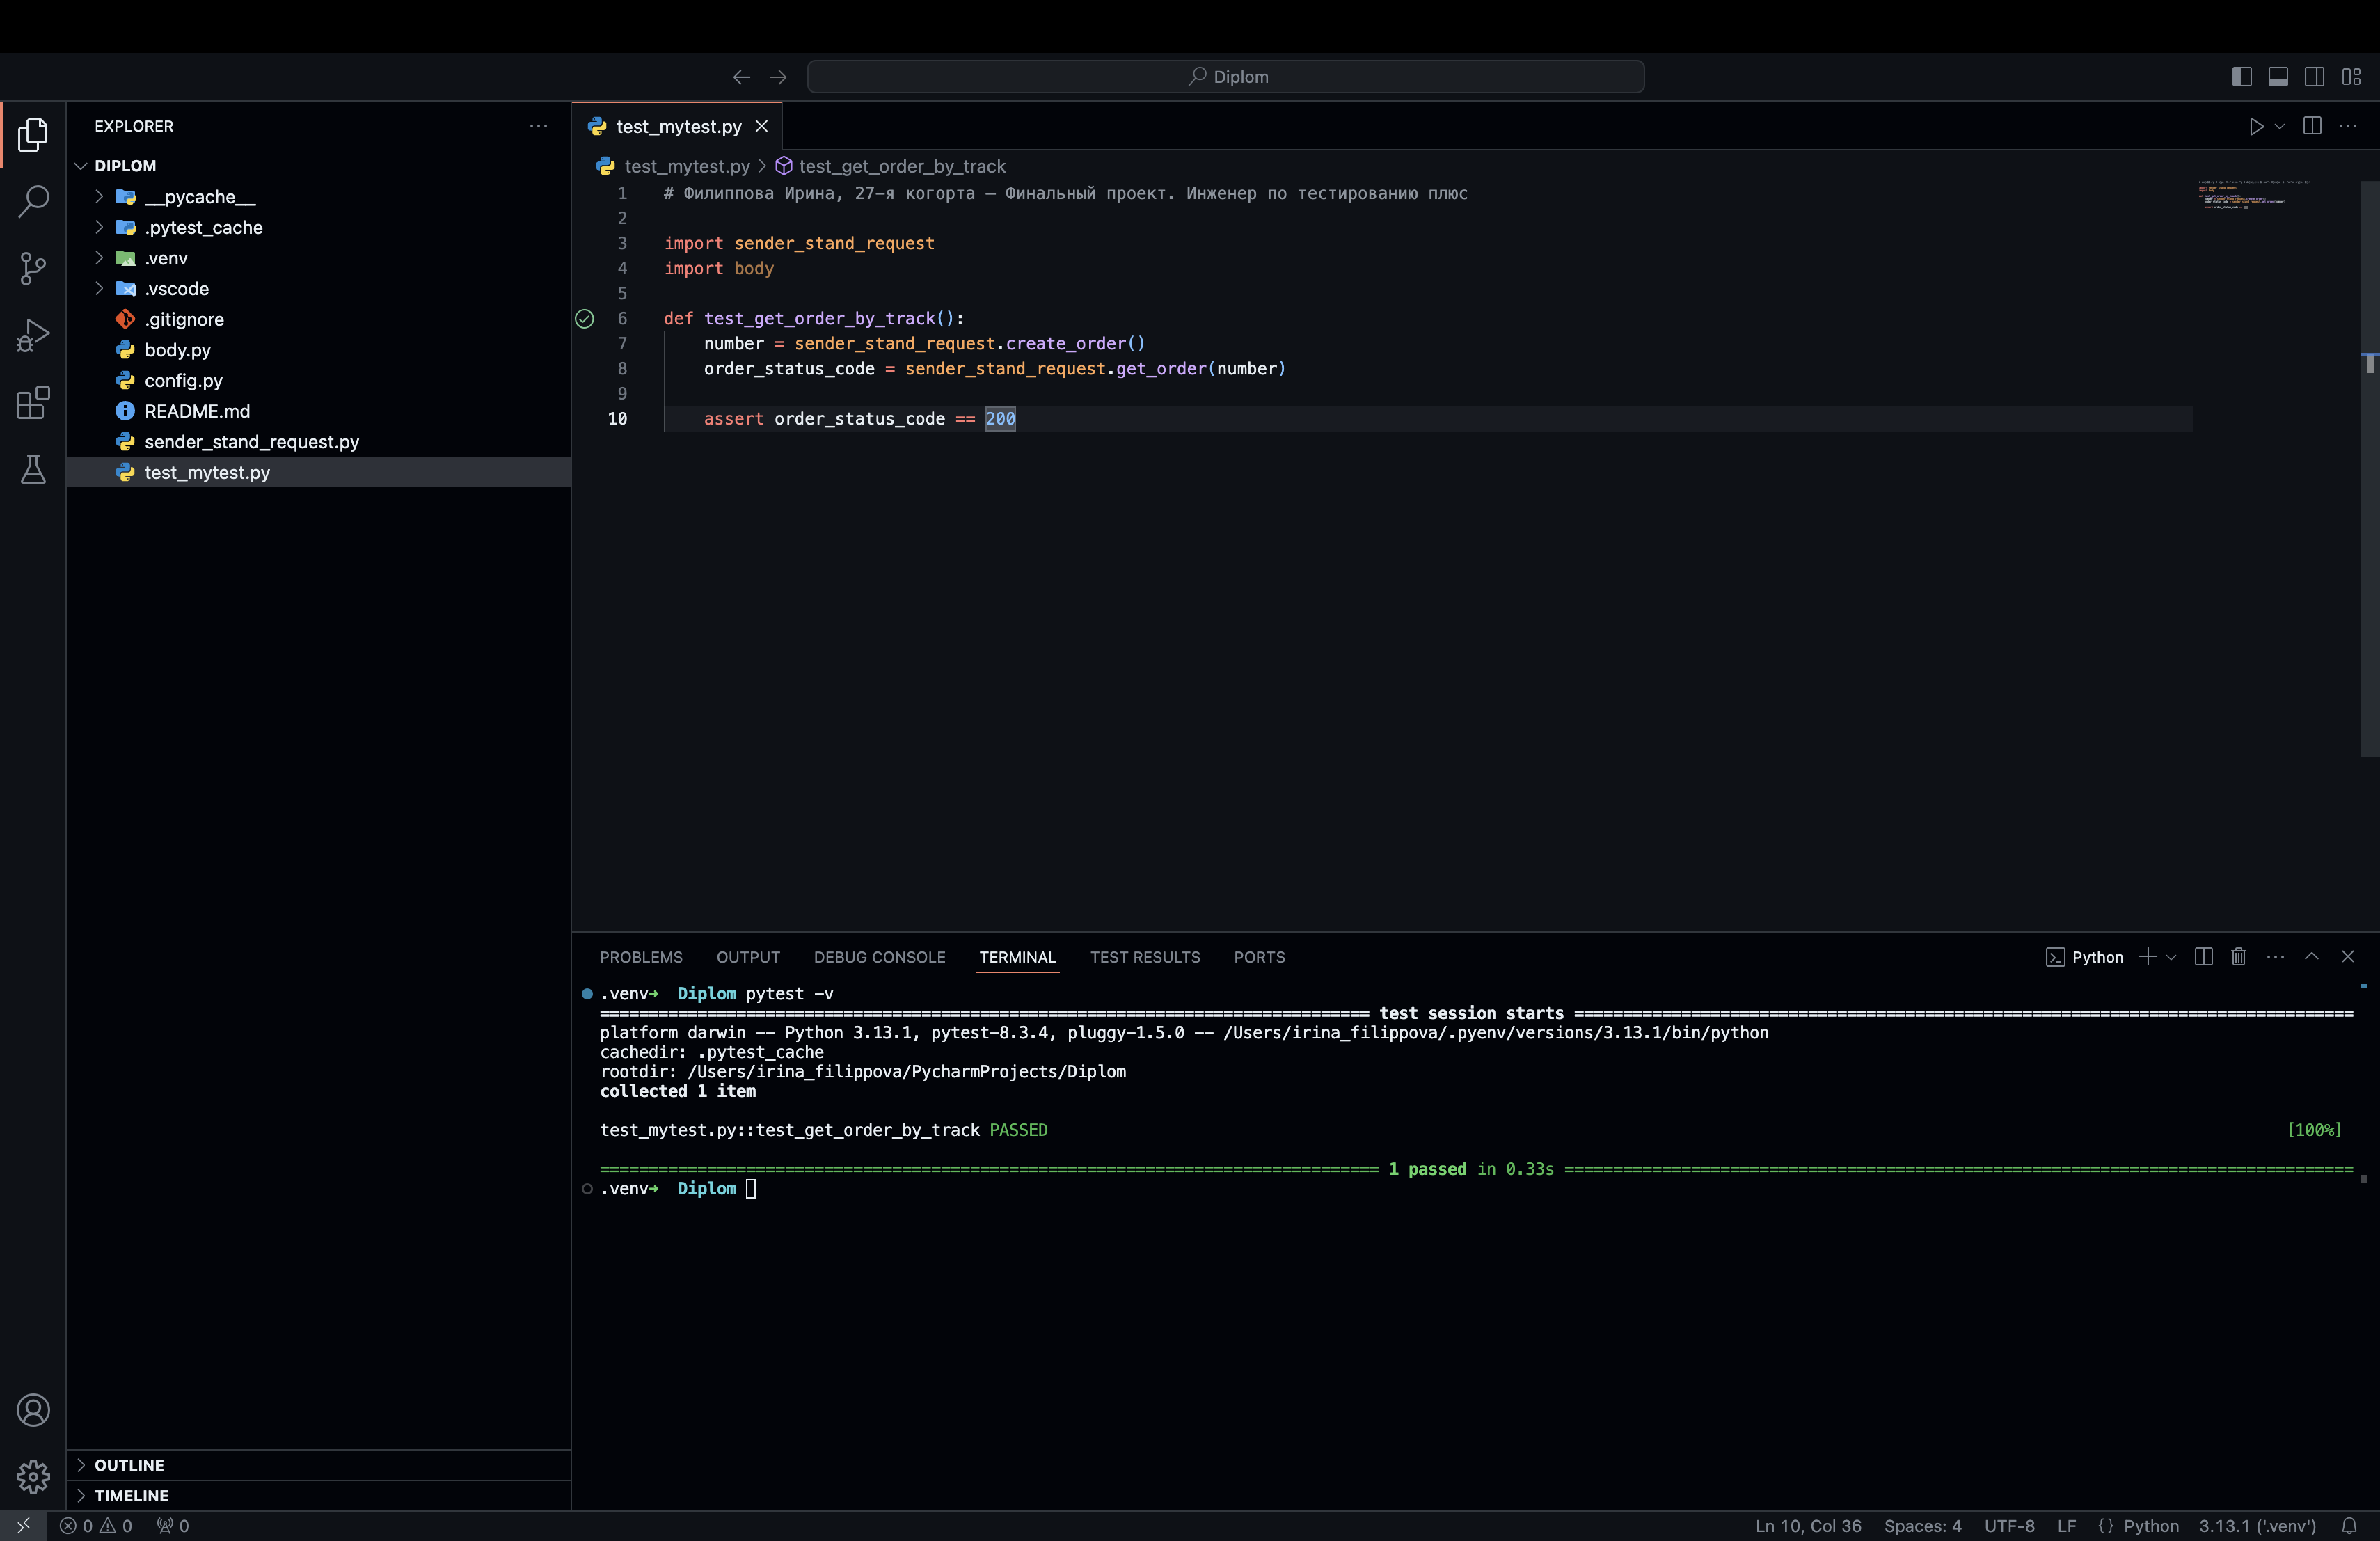 Diplom
EXPLORER
DIPLOM
__pycache__
.pytest_cache
.venv
.vscode
.gitignore
body.py
config.py
README.md
sender_stand_request.py
test_mytest.py
OUTLINE
TIMELINE
test_mytest.py
test_mytest.py > test_get_order_by_track
1 # Филиппова Ирина, 27-я когорта — Финальный проект. Инженер по тестированию плюс
2
3 import sender_stand_request
4 import body
5
6 def test_get_order_by_track():
7 number = sender_stand_request.create_order()
8 order_status_code = sender_stand_request.get_order(number)
9
10 assert order_status_code == 200
PROBLEMS OUTPUT DEBUG CONSOLE TERMINAL TEST RESULTS PORTS Python
.venv➜ Diplom pytest -v
=============================================================================== test session starts ================================================================================
platform darwin -- Python 3.13.1, pytest-8.3.4, pluggy-1.5.0 -- /Users/irina_filippova/.pyenv/versions/3.13.1/bin/python
cachedir: .pytest_cache
rootdir: /Users/irina_filippova/PycharmProjects/Diplom
collected 1 item
test_mytest.py::test_get_order_by_track PASSED [100%]
================================================================================ 1 passed in 0.33s =================================================================================
.venv➜ Diplom
0 0 0 Ln 10, Col 36 Spaces: 4 UTF-8 LF {} Python 3.13.1 ('.venv')